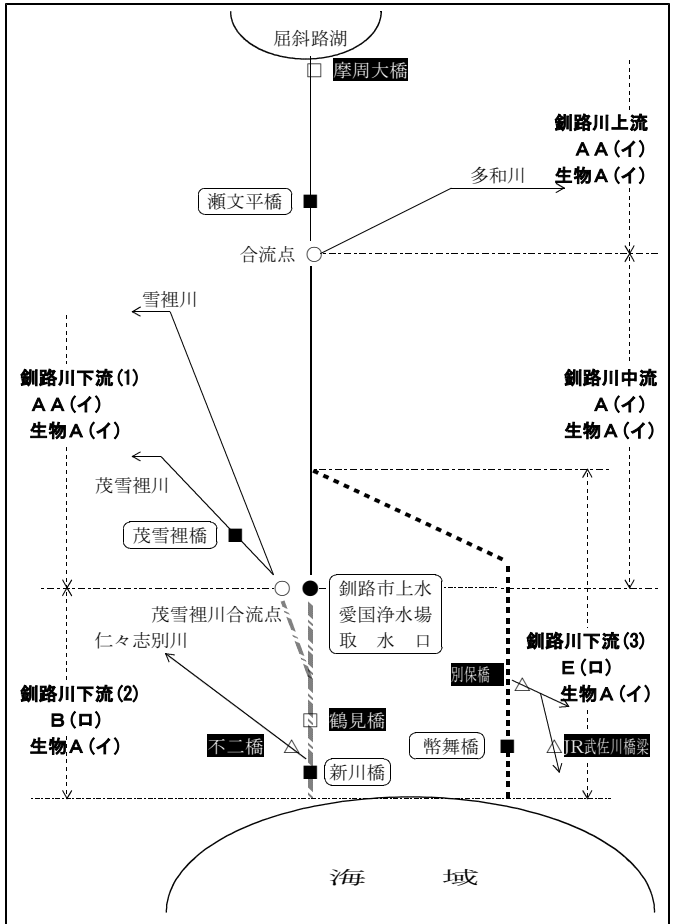 屈斜路湖
摩周大橋
釧路川上流
ＡＡ(イ)
生物Ａ(イ)
多和川
瀬文平橋
合流点
雪裡川
釧路川下流(1)
ＡＡ(イ)
生物Ａ(イ)
釧路川中流
Ａ(イ)
生物Ａ(イ)
茂雪裡川
茂雪裡橋
釧路市上水
愛国浄水場
取　水　口
茂雪裡川合流点
仁々志別川
釧路川下流(3)
Ｅ(ロ)
生物Ａ(イ)
別保橋
釧路川下流(2)
Ｂ(ロ)
生物Ａ(イ)
鶴見橋
不二橋
幣舞橋
JR武佐川橋梁
新川橋
海　　域